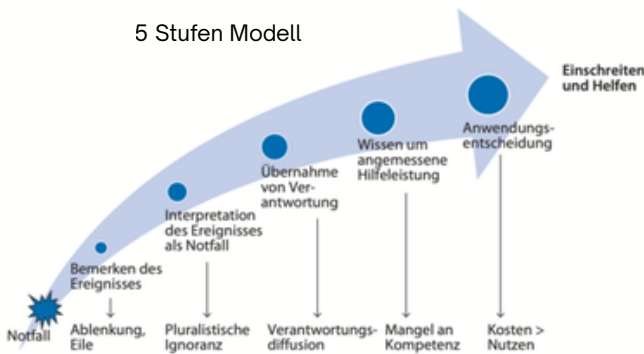 5 Stufen Modell
Einschreiten
und Helfen
Anwendungs-
entscheidung
Wissen um
angemessene
Hilfeleistung
Übernahme
von Ver-
antwortung
Interpretation
des Ereignisses
als Notfall
Bemerken des
Ereignisses
Notfall
Ablenkung,
Eile
Pluralistische
Ignoranz
Verantwortungs-
diffusion
Mangel an
Kompetenz
Kosten >
Nutzen